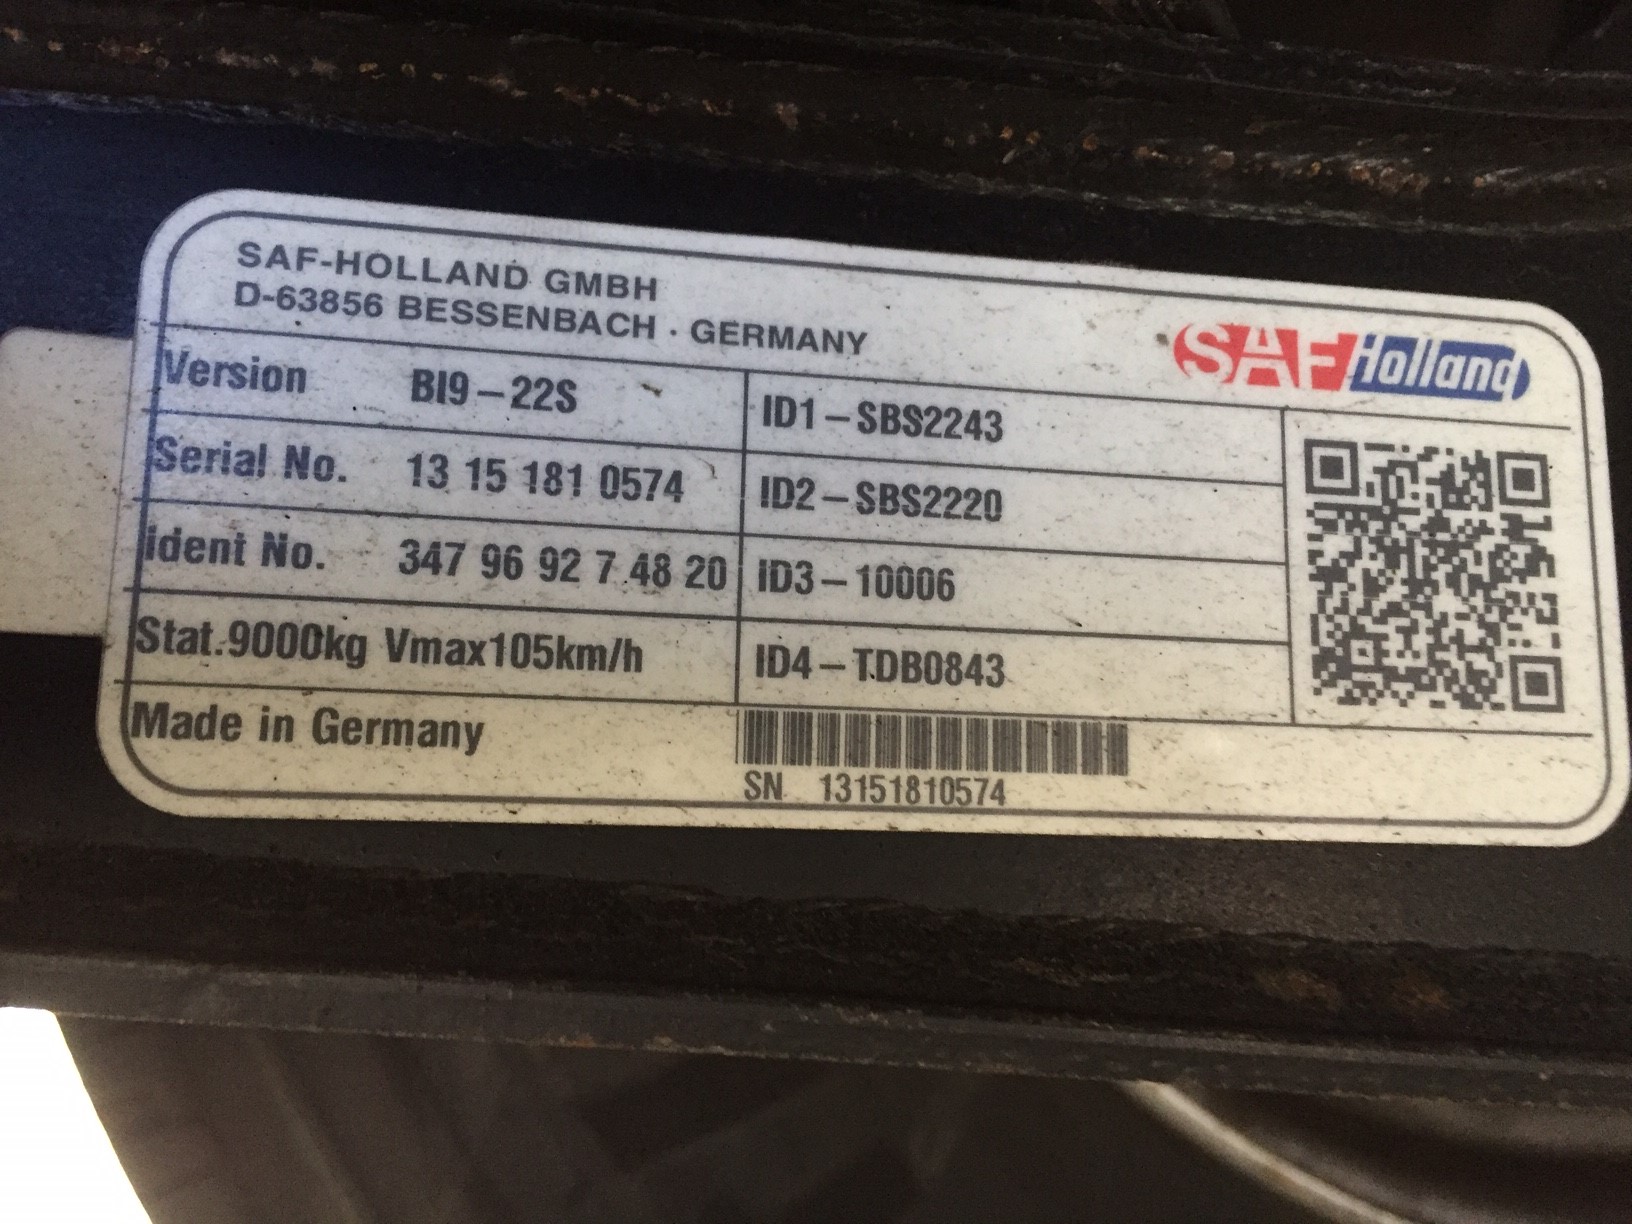 SAF-HOLLAND GMBH
D-63856 BESSENBACH · GERMANY
SAF Holland
Version BI9-22S
ID1-SBS2243
Serial No. 13 15 181 0574
ID2-SBS2220
Ident No. 347 96 92 7 48 20
ID3-10006
Stat.9000kg Vmax105km/h
ID4-TDB0843
Made in Germany
SN 13151810574